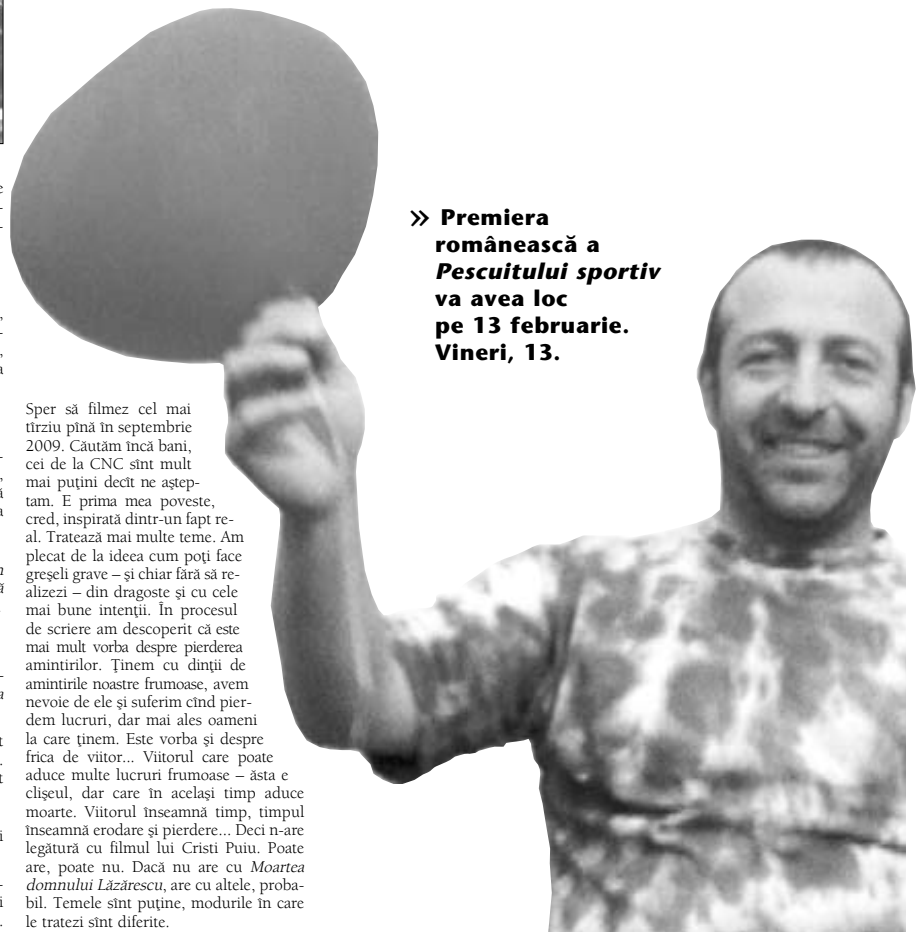 » Premiera
românească a
Pescuitului sportiv
va avea loc
pe 13 februarie.
Vineri, 13.
Sper să filmez cel mai
tîrziu pînă în septembrie
2009. Căutăm încă bani,
cei de la CNC sînt mult
mai puţini decît ne aştep-
tam. E prima mea poveste,
cred, inspirată dintr-un fapt re-
al. Tratează mai multe teme. Am
plecat de la ideea cum poţi face
greşeli grave – şi chiar fără să re-
alizezi – din dragoste şi cu cele
mai bune intenţii. În procesul
de scriere am descoperit că este
mai mult vorba despre pierderea
amintirilor. Ţinem cu dinţii de
amintirile noastre frumoase, avem
nevoie de ele şi suferim cînd pier-
dem lucruri, dar mai ales oameni
la care ţinem. Este vorba şi despre
frica de viitor... Viitorul care poate
aduce multe lucruri frumoase – ăsta e
clişeul, dar care în acelaşi timp aduce
moarte. Viitorul înseamnă timp, timpul
înseamnă erodare şi pierdere... Deci n-are
legătură cu filmul lui Cristi Puiu. Poate
are, poate nu. Dacă nu are cu Moartea
domnului Lăzărescu, are cu altele, proba-
bil. Temele sînt puţine, modurile în care
le tratezi sînt diferite.